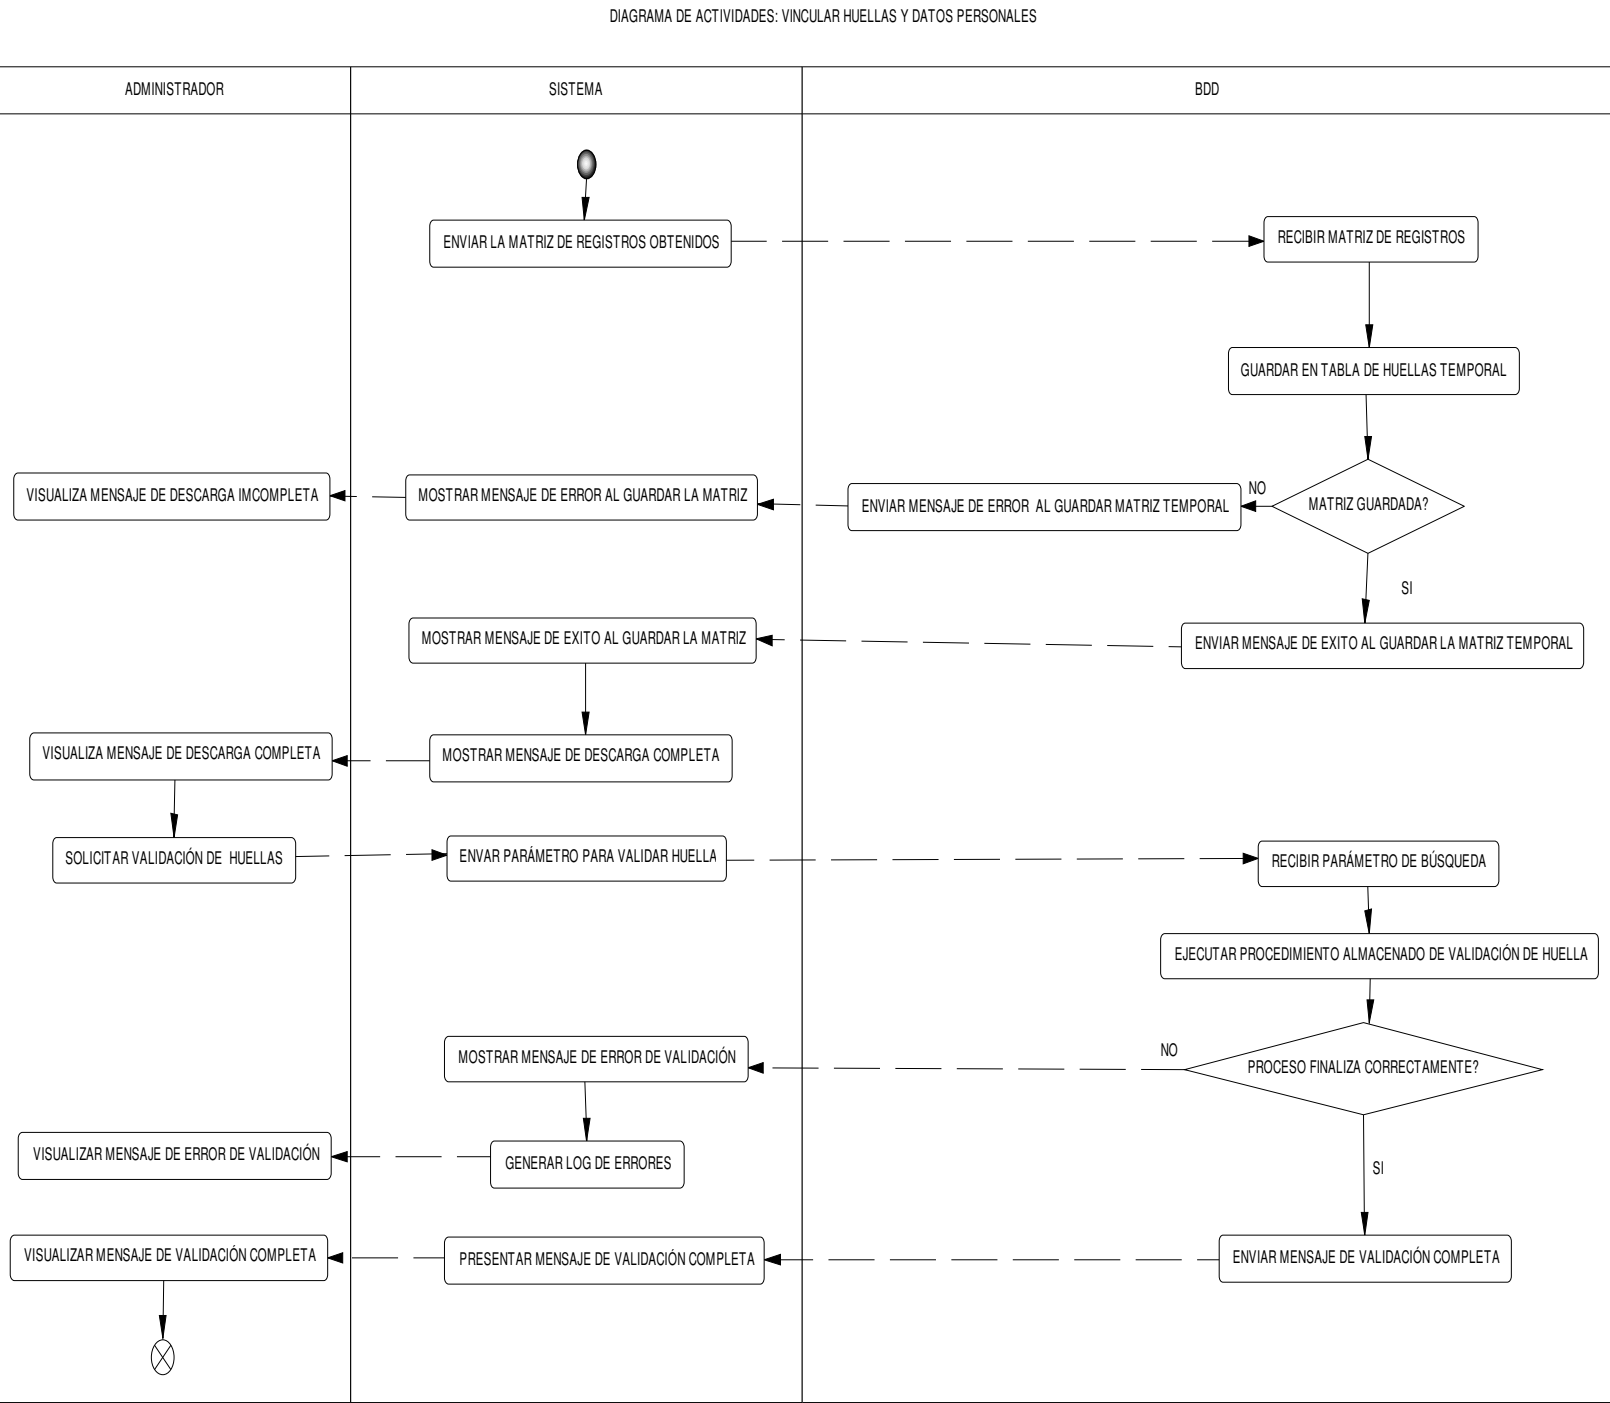 DIAGRAMA DE ACTIVIDADES: VINCULAR HUELLAS Y DATOS PERSONALES
ADMINISTRADOR
SISTEMA
BDD
ENVIAR LA MATRIZ DE REGISTROS OBTENIDOS
RECIBIR MATRIZ DE REGISTROS
GUARDAR EN TABLA DE HUELLAS TEMPORAL
VISUALIZA MENSAJE DE DESCARGA IMCOMPLETA
MOSTRAR MENSAJE DE ERROR AL GUARDAR LA MATRIZ
ENVIAR MENSAJE DE ERROR AL GUARDAR MATRIZ TEMPORAL
NO
MATRIZ GUARDADA?
SI
MOSTRAR MENSAJE DE EXITO AL GUARDAR LA MATRIZ
ENVIAR MENSAJE DE EXITO AL GUARDAR LA MATRIZ TEMPORAL
VISUALIZA MENSAJE DE DESCARGA COMPLETA
MOSTRAR MENSAJE DE DESCARGA COMPLETA
SOLICITAR VALIDACIÓN DE HUELLAS
ENVAR PARÁMETRO PARA VALIDAR HUELLA
RECIBIR PARÁMETRO DE BÚSQUEDA
EJECUTAR PROCEDIMIENTO ALMACENADO DE VALIDACIÓN DE HUELLA
MOSTRAR MENSAJE DE ERROR DE VALIDACIÓN
NO
PROCESO FINALIZA CORRECTAMENTE?
VISUALIZAR MENSAJE DE ERROR DE VALIDACIÓN
GENERAR LOG DE ERRORES
SI
VISUALIZAR MENSAJE DE VALIDACIÓN COMPLETA
PRESENTAR MENSAJE DE VALIDACIÓN COMPLETA
ENVIAR MENSAJE DE VALIDACIÓN COMPLETA